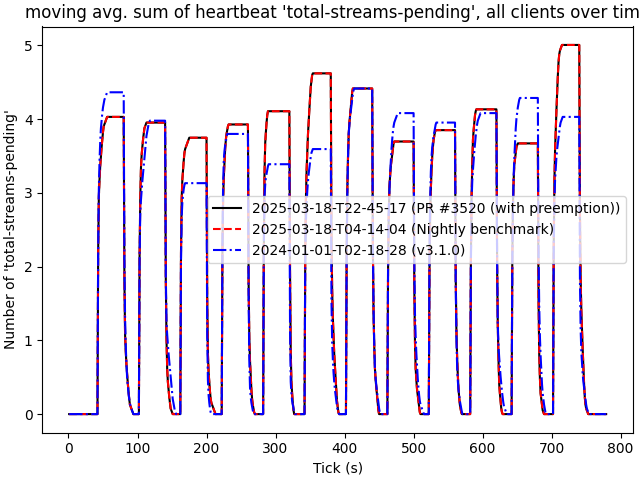 moving avg. sum of heartbeat 'total-streams-pending', all clients over tim
Number of 'total-streams-pending'
5
4
3
2
1
0
2025-03-18-T22-45-17 (PR #3520 (with preemption))
2025-03-18-T04-14-04 (Nightly benchmark)
2024-01-01-T02-18-28 (v3.1.0)
0 100 200 300 400 500 600 700 800
Tick (s)